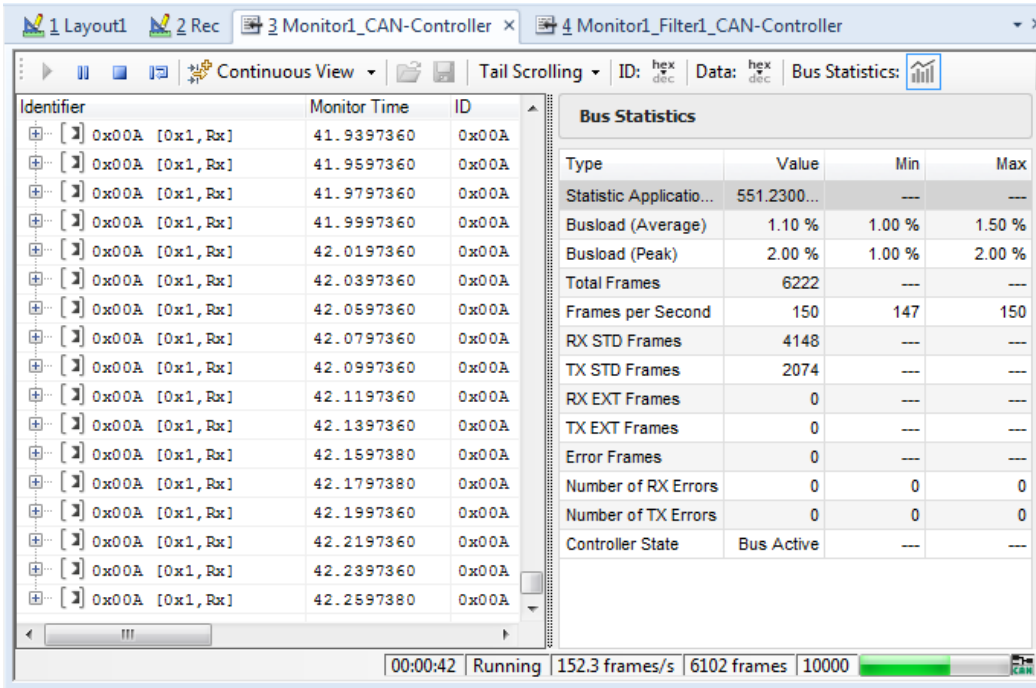 1 Layout1 2 Rec 3 Monitor1_CAN-Controller × 4 Monitor1_Filter1_CAN-Controller
Continuous View Tail Scrolling ID: hex dec Data: hex dec Bus Statistics:
Identifier Monitor Time ID
0x00A [0x1,Rx] 41.9397360 0x00A
0x00A [0x1,Rx] 41.9597360 0x00A
0x00A [0x1,Rx] 41.9797360 0x00A
0x00A [0x1,Rx] 41.9997360 0x00A
0x00A [0x1,Rx] 42.0197360 0x00A
0x00A [0x1,Rx] 42.0397360 0x00A
0x00A [0x1,Rx] 42.0597360 0x00A
0x00A [0x1,Rx] 42.0797360 0x00A
0x00A [0x1,Rx] 42.0997360 0x00A
0x00A [0x1,Rx] 42.1197360 0x00A
0x00A [0x1,Rx] 42.1397360 0x00A
0x00A [0x1,Rx] 42.1597380 0x00A
0x00A [0x1,Rx] 42.1797380 0x00A
0x00A [0x1,Rx] 42.1997360 0x00A
0x00A [0x1,Rx] 42.2197360 0x00A
0x00A [0x1,Rx] 42.2397360 0x00A
0x00A [0x1,Rx] 42.2597380 0x00A
Bus Statistics
Type Value Min Max
Statistic Applicatio... 551.2300... --- ---
Busload (Average) 1.10 % 1.00 % 1.50 %
Busload (Peak) 2.00 % 1.00 % 2.00 %
Total Frames 6222 --- ---
Frames per Second 150 147 150
RX STD Frames 4148 --- ---
TX STD Frames 2074 --- ---
RX EXT Frames 0 --- ---
TX EXT Frames 0 --- ---
Error Frames 0 --- ---
Number of RX Errors 0 0 0
Number of TX Errors 0 0 0
Controller State Bus Active --- ---
00:00:42 Running 152.3 frames/s 6102 frames 10000 CAN